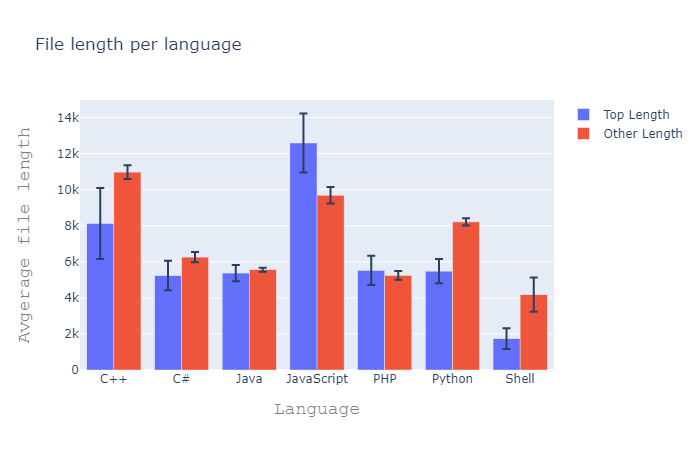 File length per language
Avgerage file length
14k
12k
10k
8k
6k
4k
2k
0
C++ C# Java JavaScript PHP Python Shell
Language
Top Length
Other Length